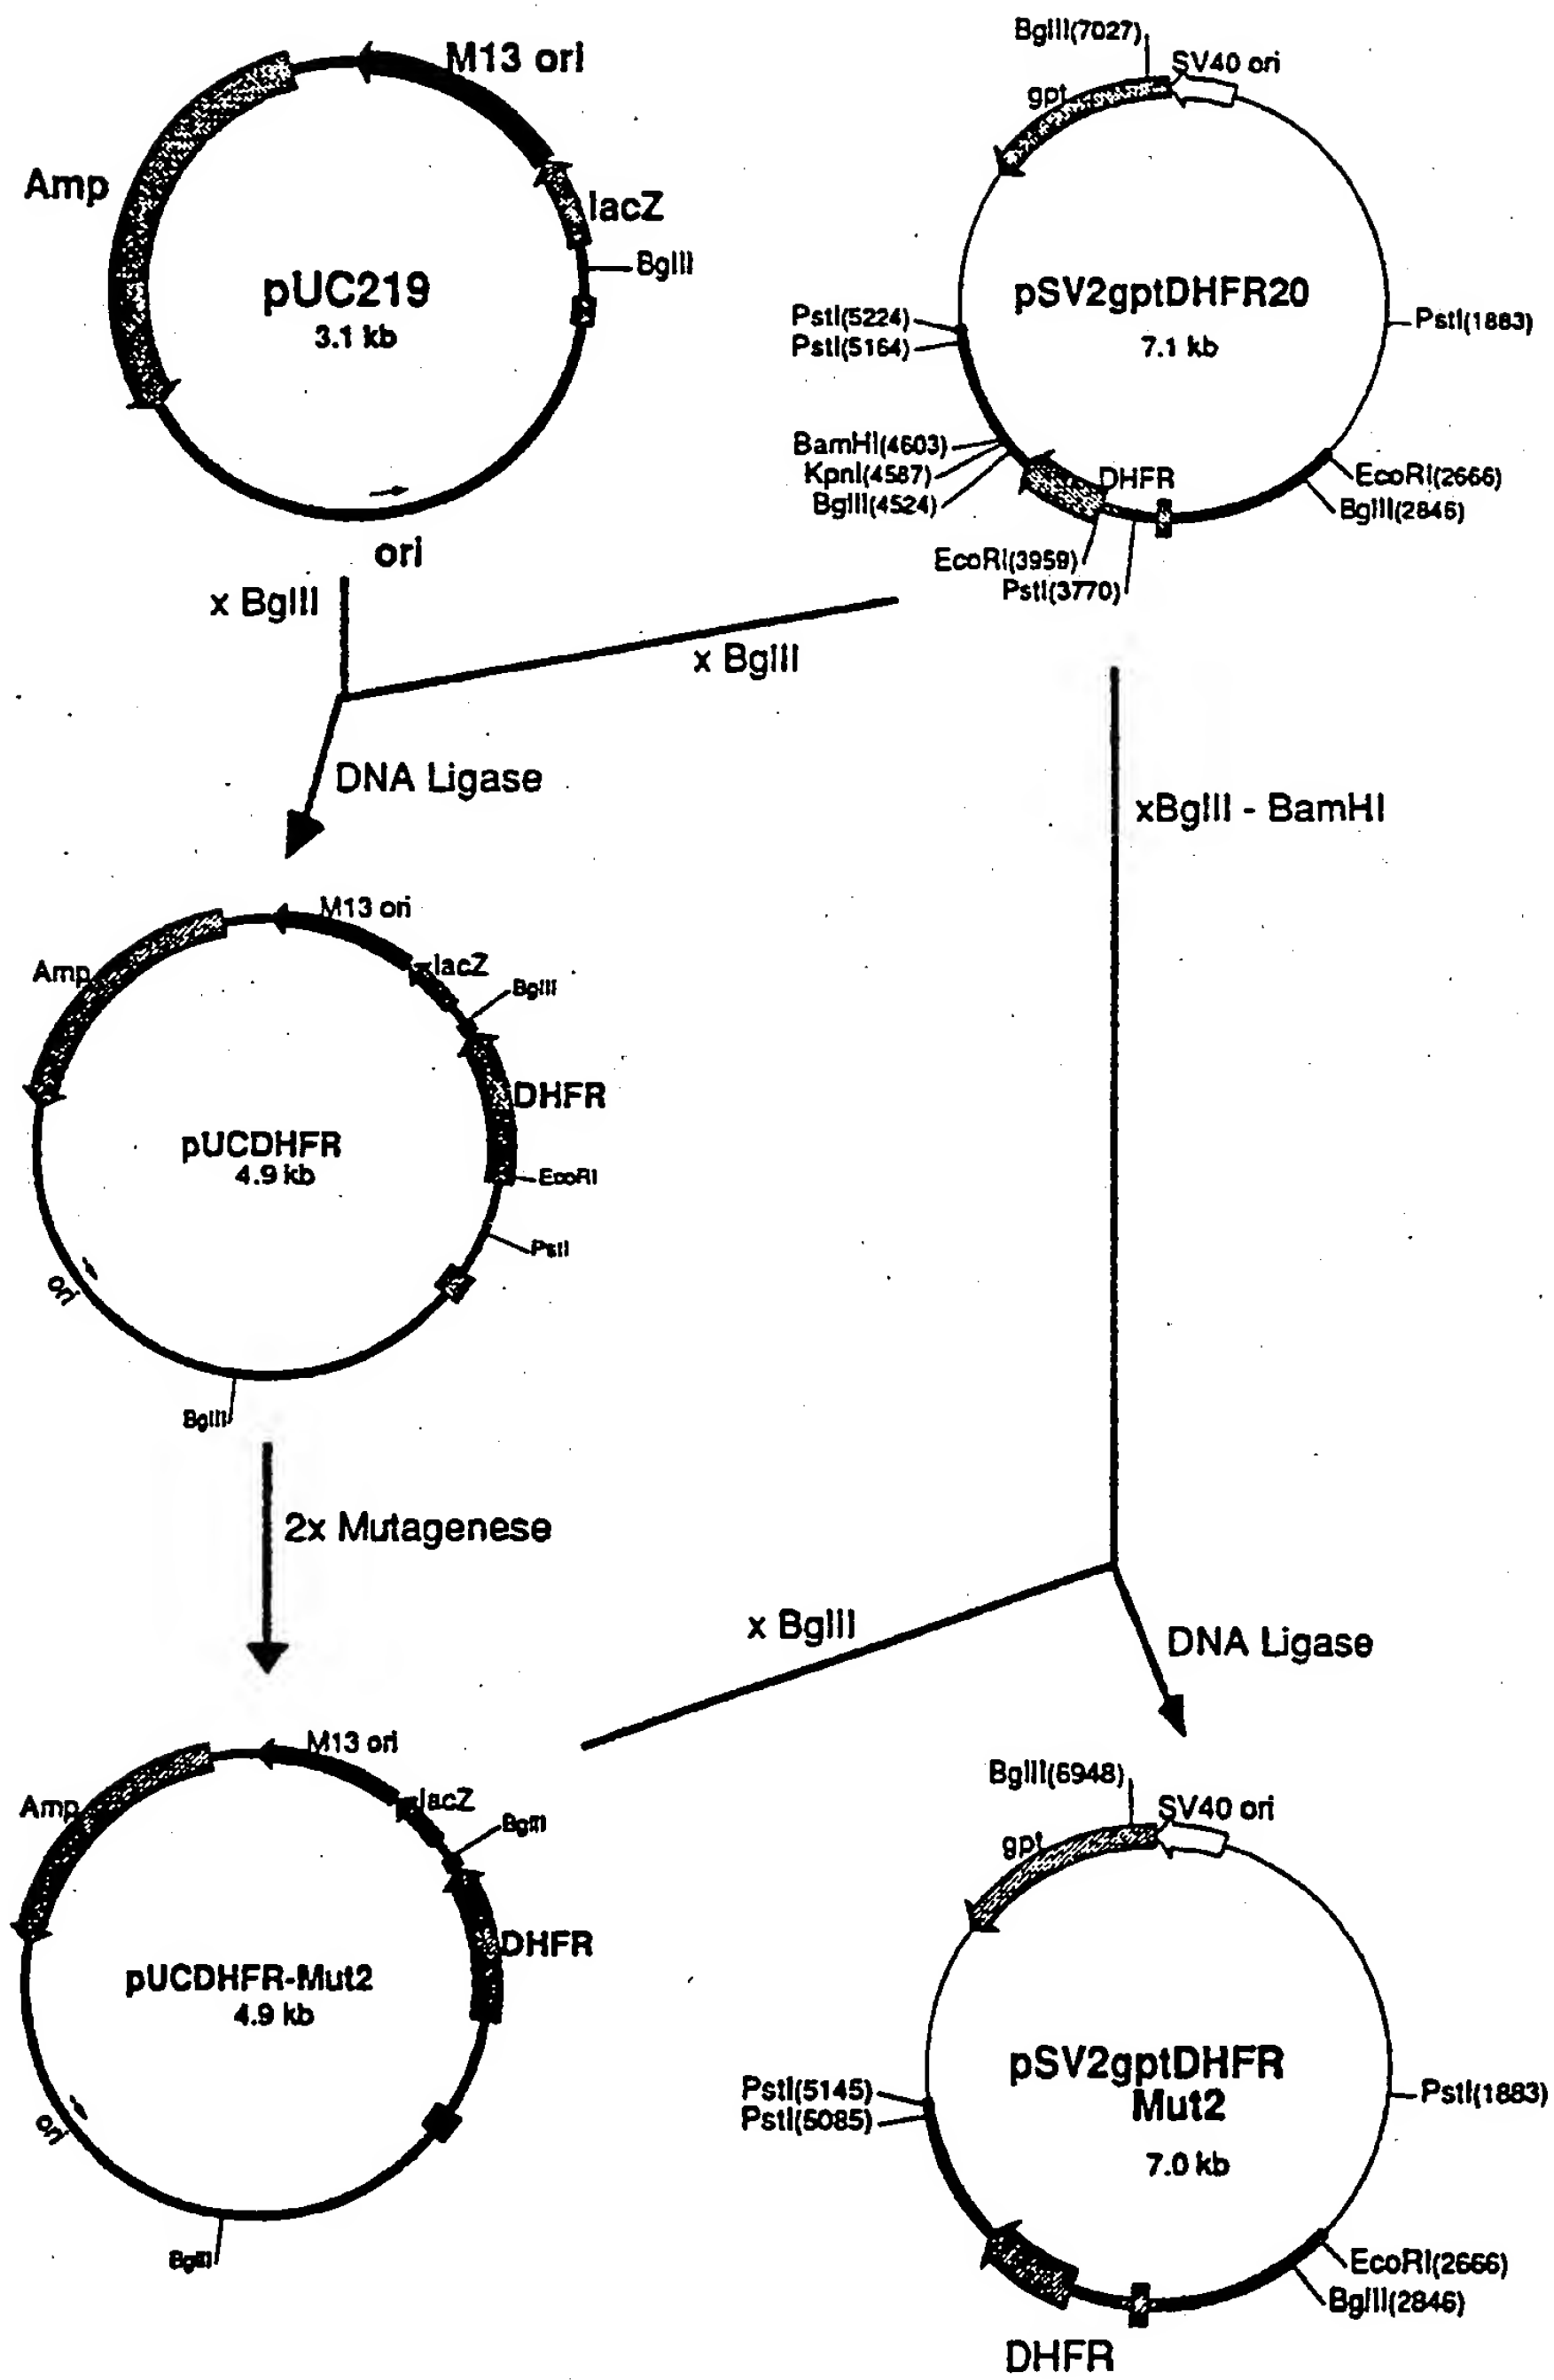 M13 ori
Amp
lacZ
BglII
pUC219
3.1 kb
ori
BglII(7027)
SV40 ori
gpt
pSV2gptDHFR20
7.1 kb
PstI(5224)
PstI(5164)
PstI(1883)
BamHI(4603)
KpnI(4587)
BglII(4524)
DHFR
EcoRI(2666)
BglII(2846)
EcoRI(3959)
PstI(3770)
x BglII
x BglII
DNA Ligase
xBglII - BamHI
M13 ori
Amp
lacZ
BglII
DHFR
pUCDHFR
4.9 kb
EcoRI
PstI
ori
BglII
2x Mutagenese
x BglII
DNA Ligase
M13 ori
Amp
lacZ
BglII
DHFR
pUCDHFR-Mut2
4.9 kb
ori
BglII
BglII(6948)
SV40 ori
gpt
pSV2gptDHFR
Mut2
7.0 kb
PstI(5145)
PstI(5085)
PstI(1883)
EcoRI(2666)
BglII(2846)
DHFR